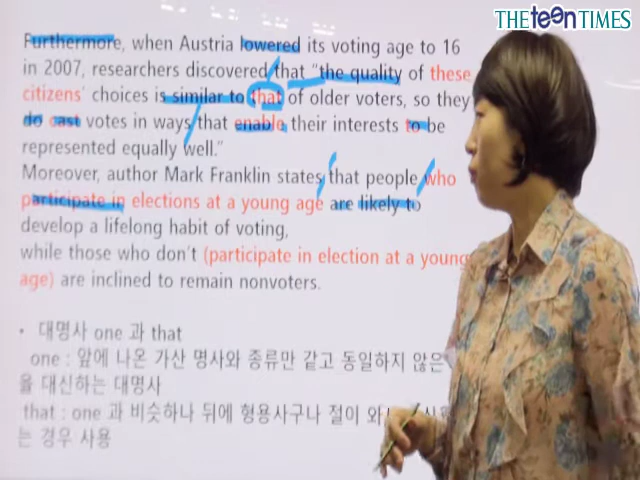 THE teen TIMES
Furthermore, when Austria lowered its voting age to 16
in 2007, researchers discovered that "the quality of these
citizens' choices is similar to that of older voters, so they
do cast votes in ways that enable their interests to be
represented equally well."
Moreover, author Mark Franklin states that people who
participate in elections at a young age are likely to
develop a lifelong habit of voting,
while those who don't (participate in election at a young
age) are inclined to remain nonvoters.
• 대명사 one 과 that
one : 앞에 나온 가산 명사와 종류만 같고 동일하지 않은
을 대신하는 대명사
that : one 과 비슷하나 뒤에 형용사구나 절이 와
는 경우 사용